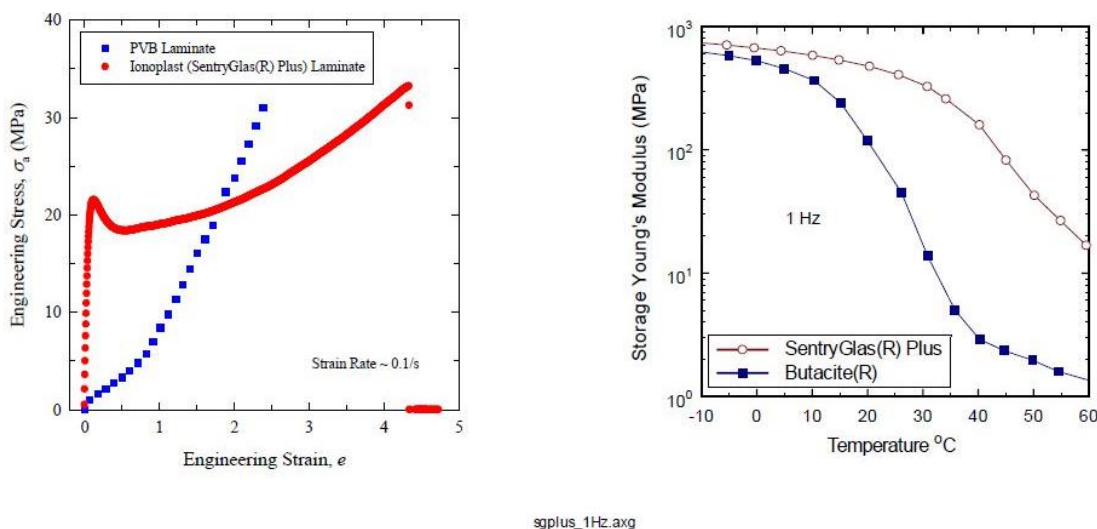 40
30
20
10
0
Engineering Stress, σa (MPa)
PVB Laminate
Ionoplast (SentryGlas(R) Plus) Laminate
Strain Rate ~ 0.1/s
0 1 2 3 4 5
Engineering Strain, e
10³
10²
10¹
10⁰
Storage Young's Modulus (MPa)
1 Hz
SentryGlas(R) Plus
Butacite(R)
-10 0 10 20 30 40 50 60
Temperature °C
sgplus_1Hz.axg